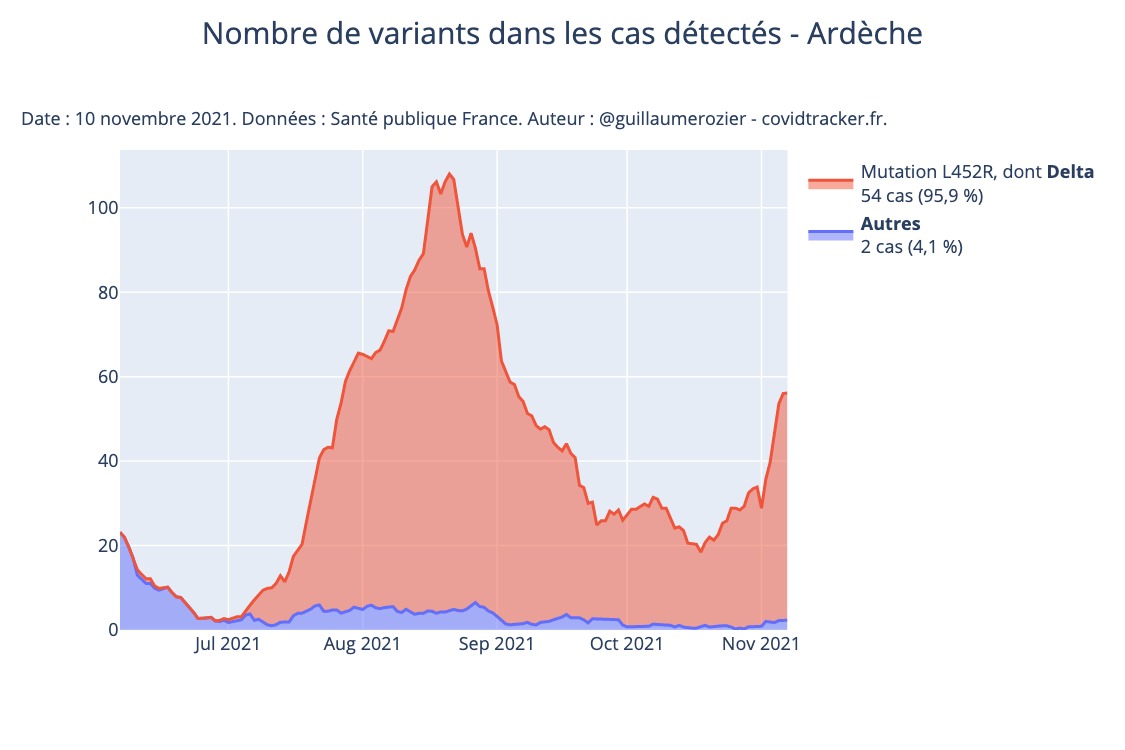 Nombre de variants dans les cas détectés - Ardèche
Date : 10 novembre 2021. Données : Santé publique France. Auteur : @guillaumerozier - covidtracker.fr.
Mutation L452R, dont Delta
54 cas (95,9 %)
Autres
2 cas (4,1 %)
100
80
60
40
20
0
Jul 2021 Aug 2021 Sep 2021 Oct 2021 Nov 2021